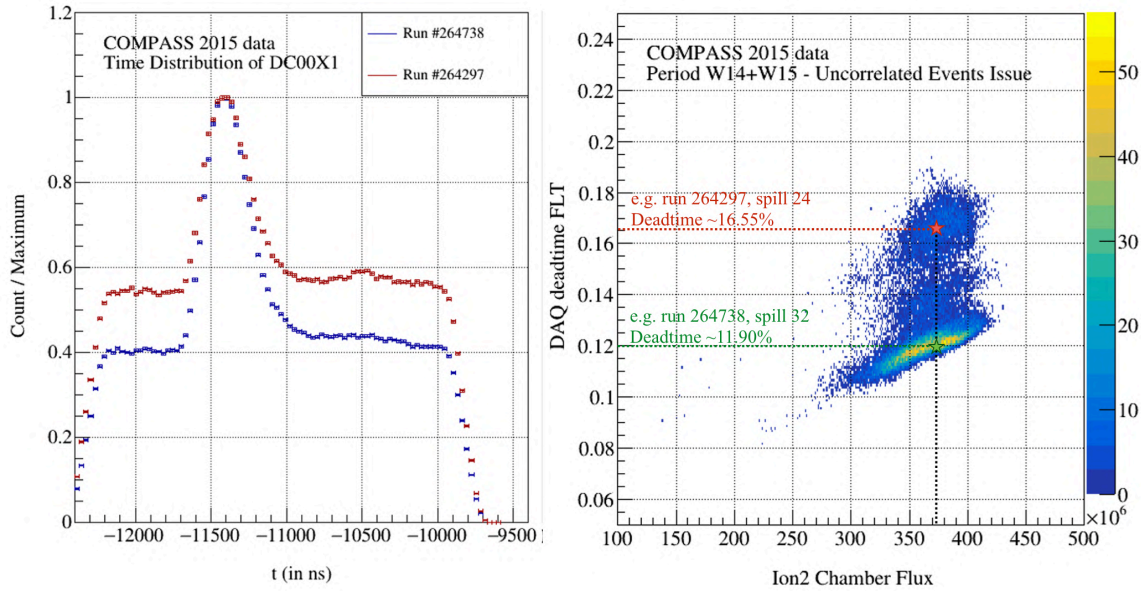 COMPASS 2015 data
Time Distribution of DC00X1
Run #264738
Run #264297
1.2
1
0.8
0.6
0.4
0.2
0
Count / Maximum
−12000
−11500
−11000
−10500
−10000
−9500
t (in ns)
COMPASS 2015 data
Period W14+W15 - Uncorrelated Events Issue
e.g. run 264297, spill 24
Deadtime ~16.55%
e.g. run 264738, spill 32
Deadtime ~11.90%
0.24
0.22
0.2
0.18
0.16
0.14
0.12
0.1
0.08
0.06
DAQ deadtime FLT
100
150
200
250
300
350
400
450
500
×10⁶
Ion2 Chamber Flux
50
40
30
20
10
0